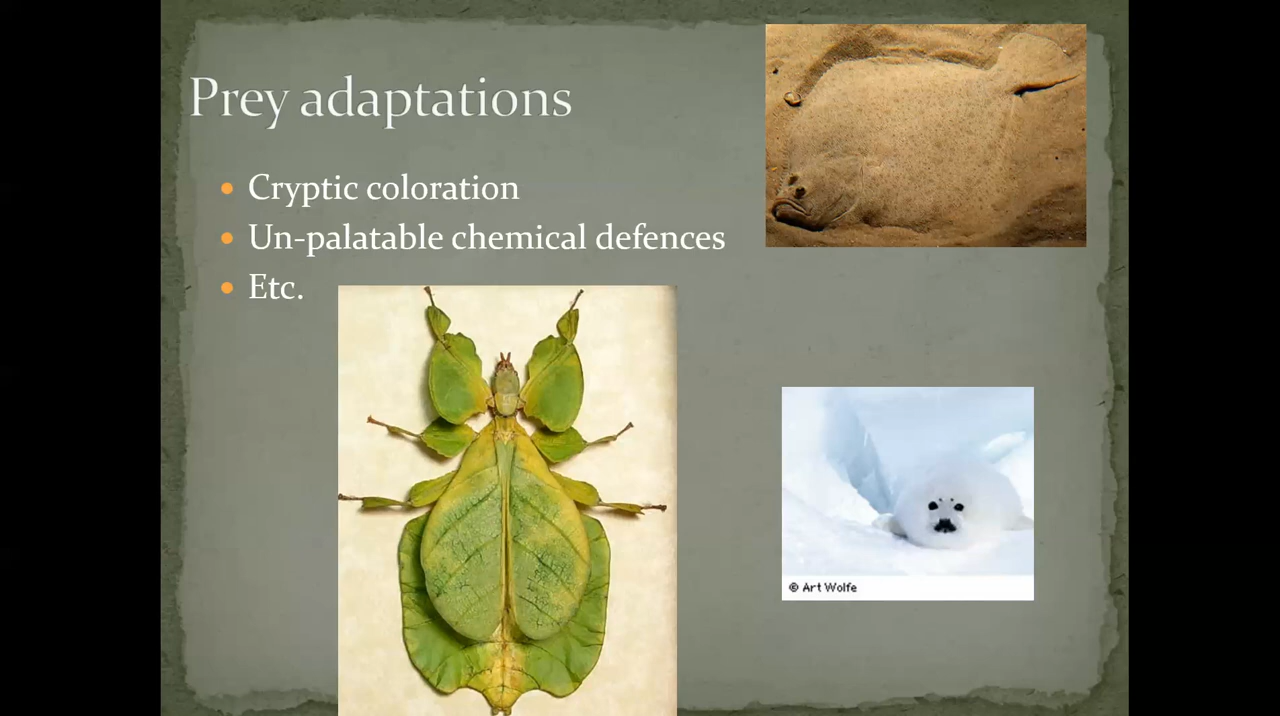 Prey adaptations
Cryptic coloration
Un-palatable chemical defences
Etc.
© Art Wolfe